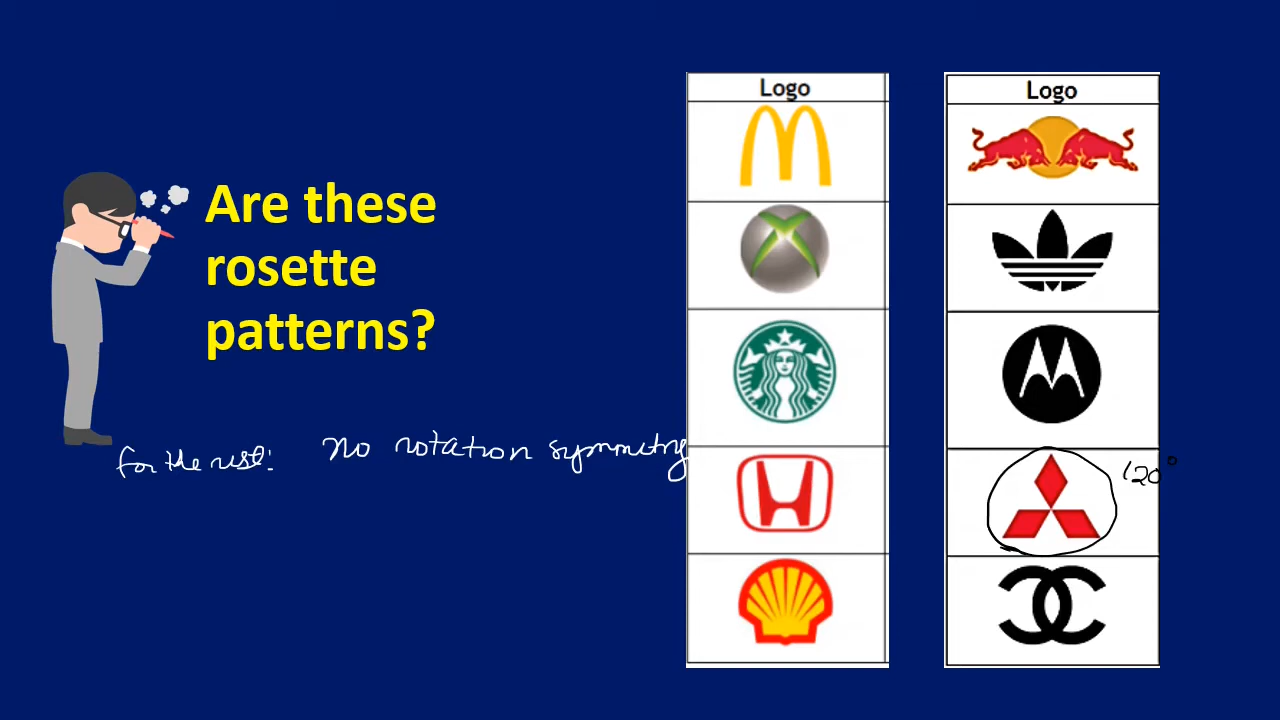 Are these
rosette
patterns?
for the rest:
no rotation symmetry
Logo
Logo
120°